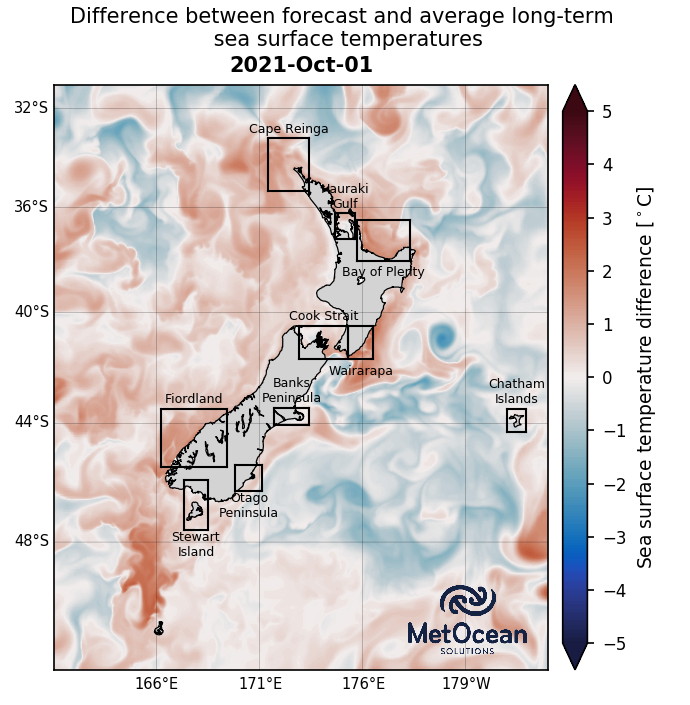 Difference between forecast and average long-term
sea surface temperatures
2021-Oct-01
32°S
36°S
40°S
44°S
48°S
Cape Reinga
Hauraki
Gulf
Bay of Plenty
Cook Strait
Wairarapa
Banks
Peninsula
Fiordland
Chatham
Islands
Otago
Peninsula
Stewart
Island
MetOcean
SOLUTIONS
166°E
171°E
176°E
179°W
5
4
3
2
1
0
−1
−2
−3
−4
−5
Sea surface temperature difference [°C]